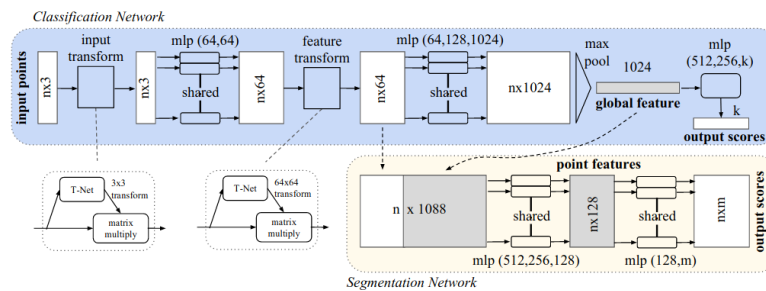 Classification Network
input points
nx3
input
transform
nx3
mlp (64,64)
shared
nx64
feature
transform
nx64
mlp (64,128,1024)
shared
nx1024
max
pool
1024
global feature
mlp
(512,256,k)
k
output scores
T-Net
3x3
transform
matrix
multiply
T-Net
64x64
transform
matrix
multiply
point features
n x 1088
shared
mlp (512,256,128)
nx128
shared
mlp (128,m)
nxm
output scores
Segmentation Network